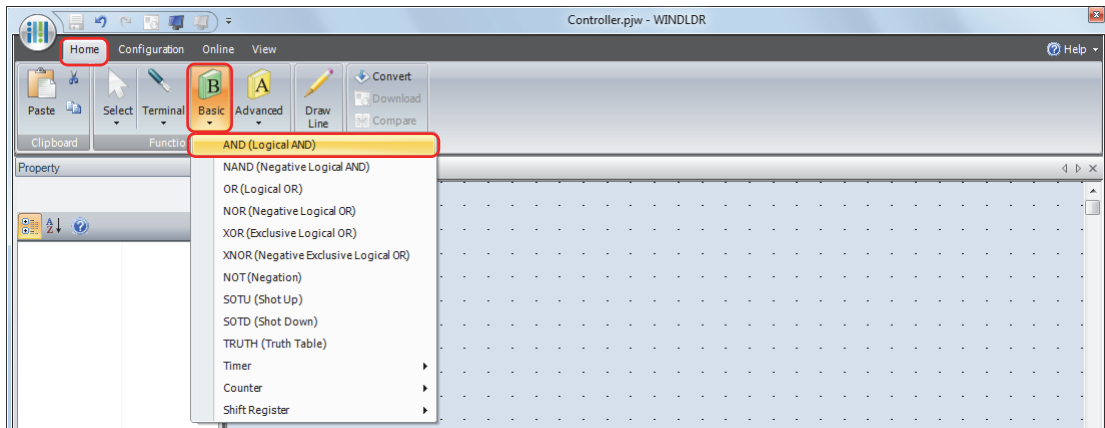 Controller.pjw - WINDLDR
Home Configuration Online View Help
Convert
Download
Compare
Paste Select Terminal Basic Advanced Draw Line
Clipboard Functio
AND (Logical AND)
NAND (Negative Logical AND)
OR (Logical OR)
NOR (Negative Logical OR)
XOR (Exclusive Logical OR)
XNOR (Negative Exclusive Logical OR)
NOT (Negation)
SOTU (Shot Up)
SOTD (Shot Down)
TRUTH (Truth Table)
Timer
Counter
Shift Register
Property